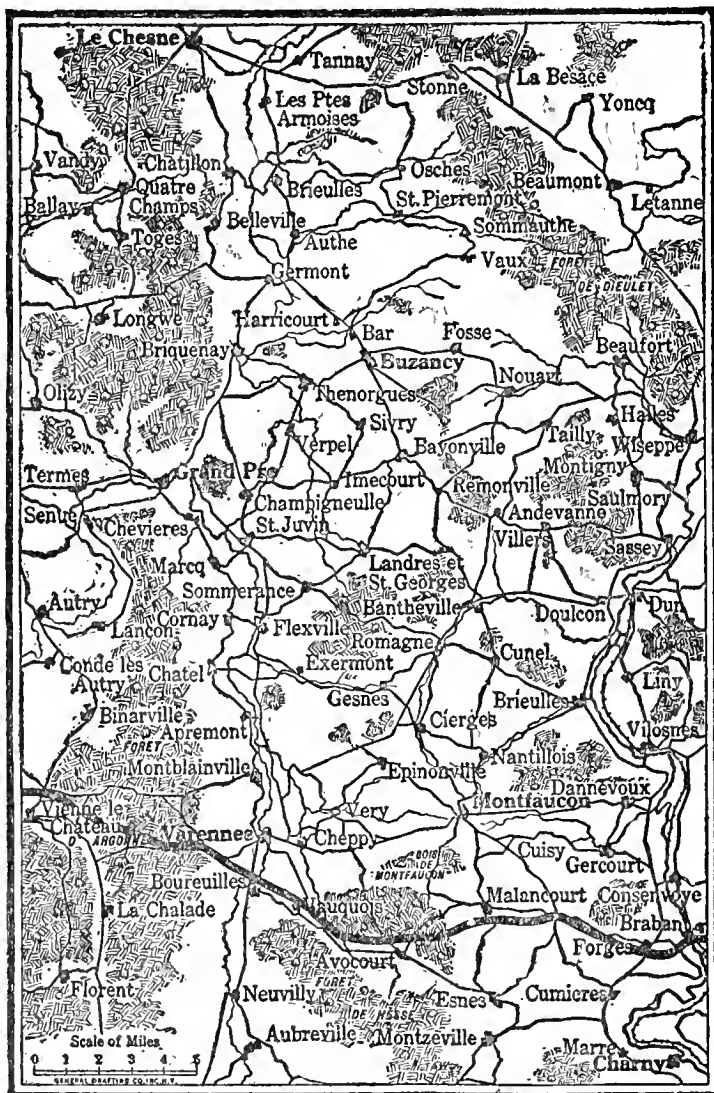 Le Chesne
Tannay
La Besace
Stonne
Les Ptes
Armoises
Yoncq
Vandy
Chatillon
Osches
Quatre
Champs
Brieulles
Beaumont
Ballay
St. Pierremont
Letanne
Belleville
Toges
Authe
Sommauthe
Vaux
FORET
DE DIEULET
Germont
Longwe
Harricourt
Bar
Fosse
Briquenay
Buzancy
Beaufort
Olizy
Thenorgues
Nouart
Halles
Verpel
Sivry
Tailly
Wiseppe
Bayonville
Montigny
Termes
Grand Pre
Imecourt
Remonville
Saulmory
Champigneulle
Andevanne
Senuc
Chevieres
St. Juvin
Villers
Sassey
Marcq
Landres et
St. Georges
Sommerance
Autry
Bantheville
Doulcon
Dun
Lancon
Cornay
Flexville
Romagne
Cunel
Conde les
Autry
Chatel
Exermont
Liny
Gesnes
Brieulles
Binarville
Cierges
Vilosnes
Apremont
FORET
Montblainville
Epinonville
Nantillois
Dannevoux
Vienne le
Chateau
Very
Montfaucon
D'ARGONNE
Varennes
Cheppy
Cuisy
Gercourt
BOIS
DE
MONTFAUCON
Boureuilles
Malancourt
Consenvoye
La Chalade
Vauquois
Braban
Forges
Avocourt
Florent
FORET
DE HESSE
Neuvilly
Esnes
Cumieres
Aubreville
Montzeville
Marre
Charny
Scale of Miles
0 1 2 3 4 5
GENERAL DRAFTING CO. INC. N.Y.